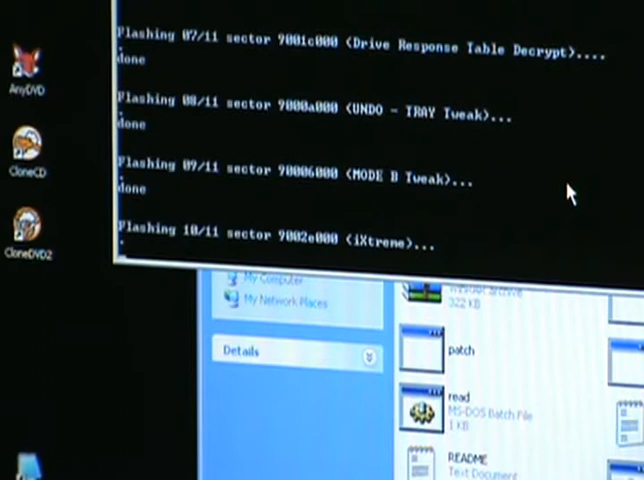 Flashing 07/11 sector 9001c000 (Drive Response Table Decrypt)....
.
done
Flashing 08/11 sector 9000a000 (UNDO - TRAY Tweak)...
.
done
Flashing 09/11 sector 90006000 (MODE B Tweak)...
.
done
Flashing 10/11 sector 9002e000 (iXtreme)...
.
AnyDVD
CloneCD
CloneDVD2
My Computer
My Network Places
Details
WinRAR archive
322 KB
patch
read
MS-DOS Batch File
1 KB
README
Text Document